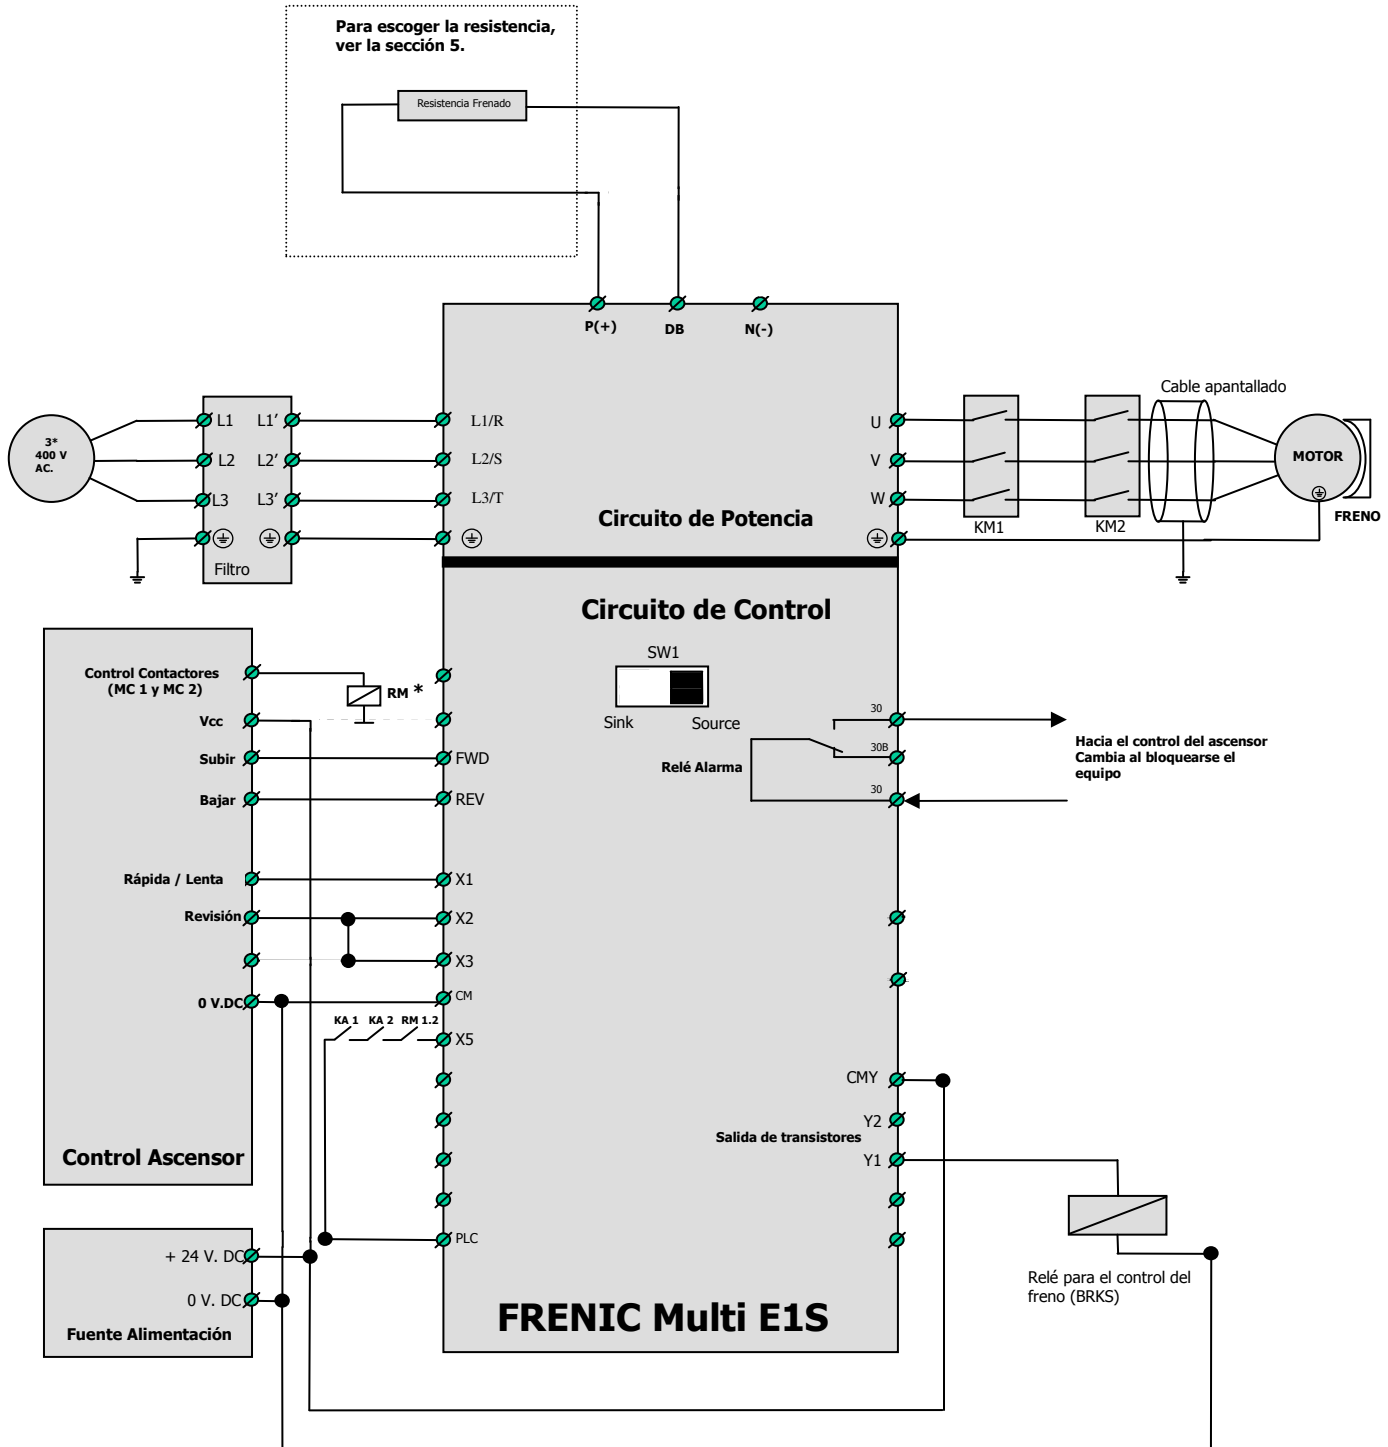 Para escoger la resistencia,
ver la sección 5.
Resistencia Frenado
P(+)
DB
N(-)
Cable apantallado
3*
400 V
AC.
L1
L1’
L1/R
U
L2
L2’
L2/S
V
MOTOR
L3
L3’
L3/T
W
Circuito de Potencia
KM1
KM2
FRENO
Filtro
Circuito de Control
SW1
Sink
Source
Control Contactores
(MC 1 y MC 2)
RM *
Vcc
30
Subir
FWD
Relé Alarma
30B
Hacia el control del ascensor
Cambia al bloquearse el
equipo
Bajar
REV
30
Rápida / Lenta
X1
Revisión
X2
X3
0 V.DC
CM
KA 1 KA 2 RM 1.2
X5
CMY
Y2
Salida de transistores
Y1
Control Ascensor
PLC
+ 24 V. DC
0 V. DC
Fuente Alimentación
Relé para el control del
freno (BRKS)
FRENIC Multi E1S